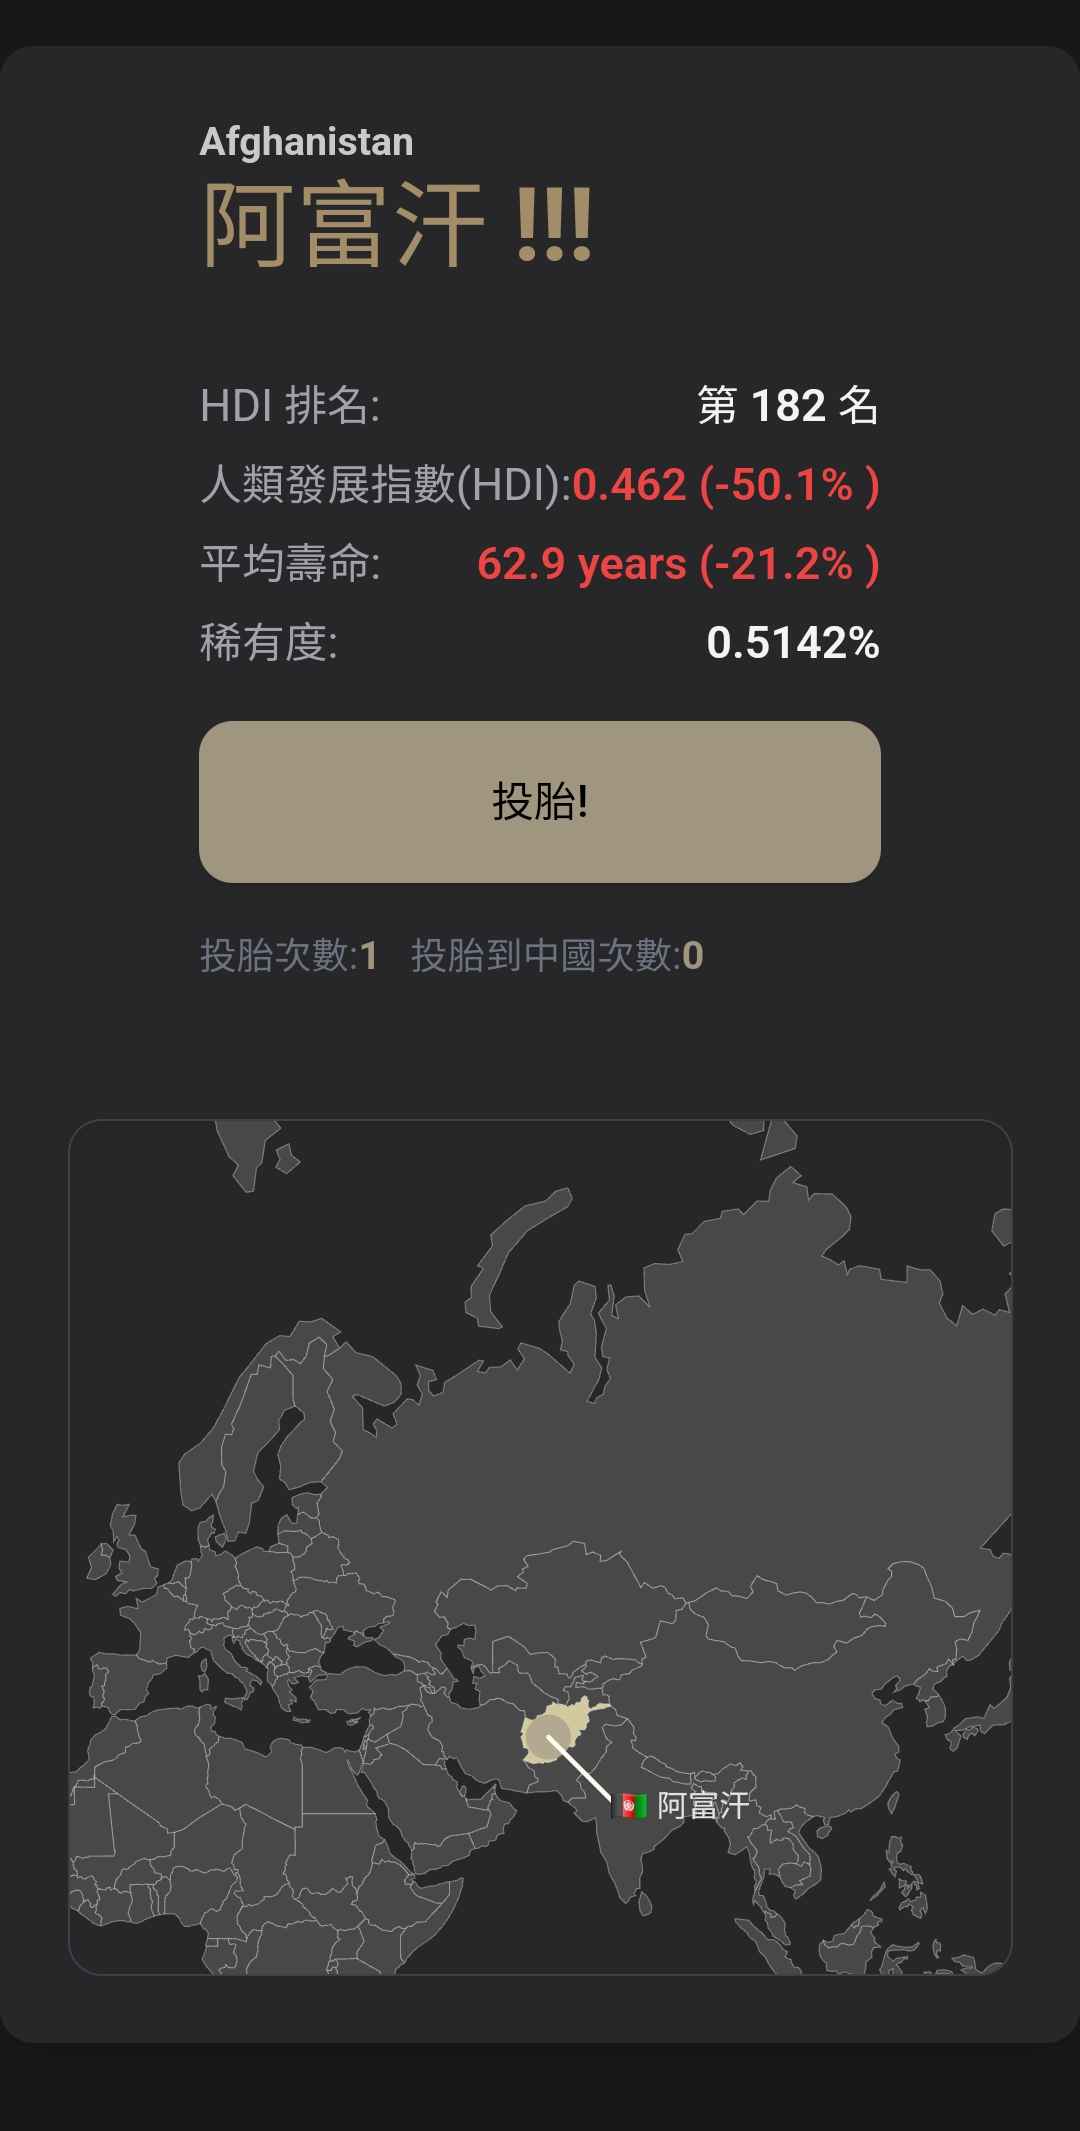 Afghanistan
阿富汗 !!!
HDI 排名: 第 182 名
人類發展指數(HDI):0.462 (-50.1% )
平均壽命: 62.9 years (-21.2% )
稀有度: 0.5142%
投胎!
投胎次數:1 投胎到中國次數:0
阿富汗